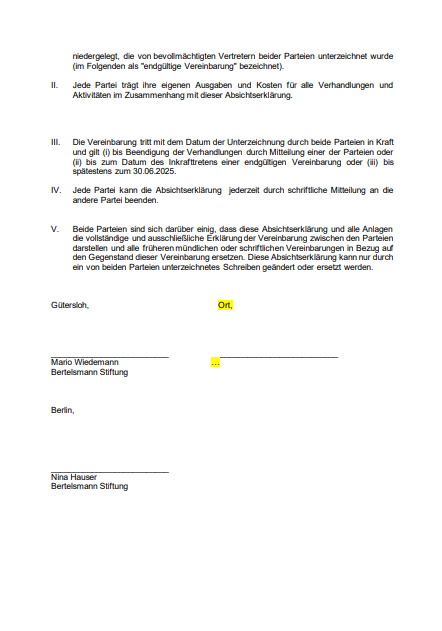 niedergelegt, die von bevollmächtigten Vertretern beider Parteien unterzeichnet wurde
(im Folgenden als "endgültige Vereinbarung" bezeichnet).
II. Jede Partei trägt ihre eigenen Ausgaben und Kosten für alle Verhandlungen und
Aktivitäten im Zusammenhang mit dieser Absichtserklärung.
III. Die Vereinbarung tritt mit dem Datum der Unterzeichnung durch beide Parteien in Kraft
und gilt (i) bis Beendigung der Verhandlungen durch Mitteilung einer der Parteien oder
(ii) bis zum Datum des Inkrafttretens einer endgültigen Vereinbarung oder (iii) bis
spätestens zum 30.06.2025.
IV. Jede Partei kann die Absichtserklärung jederzeit durch schriftliche Mitteilung an die
andere Partei beenden.
V. Beide Parteien sind sich darüber einig, dass diese Absichtserklärung und alle Anlagen
die vollständige und ausschließliche Erklärung der Vereinbarung zwischen den Parteien
darstellen und alle früheren mündlichen oder schriftlichen Vereinbarungen in Bezug auf
den Gegenstand dieser Vereinbarung ersetzen. Diese Absichtserklärung kann nur durch
ein von beiden Parteien unterzeichnetes Schreiben geändert oder ersetzt werden.
Gütersloh, Ort,
Mario Wiedemann ...
Bertelsmann Stiftung
Berlin,
Nina Hauser
Bertelsmann Stiftung